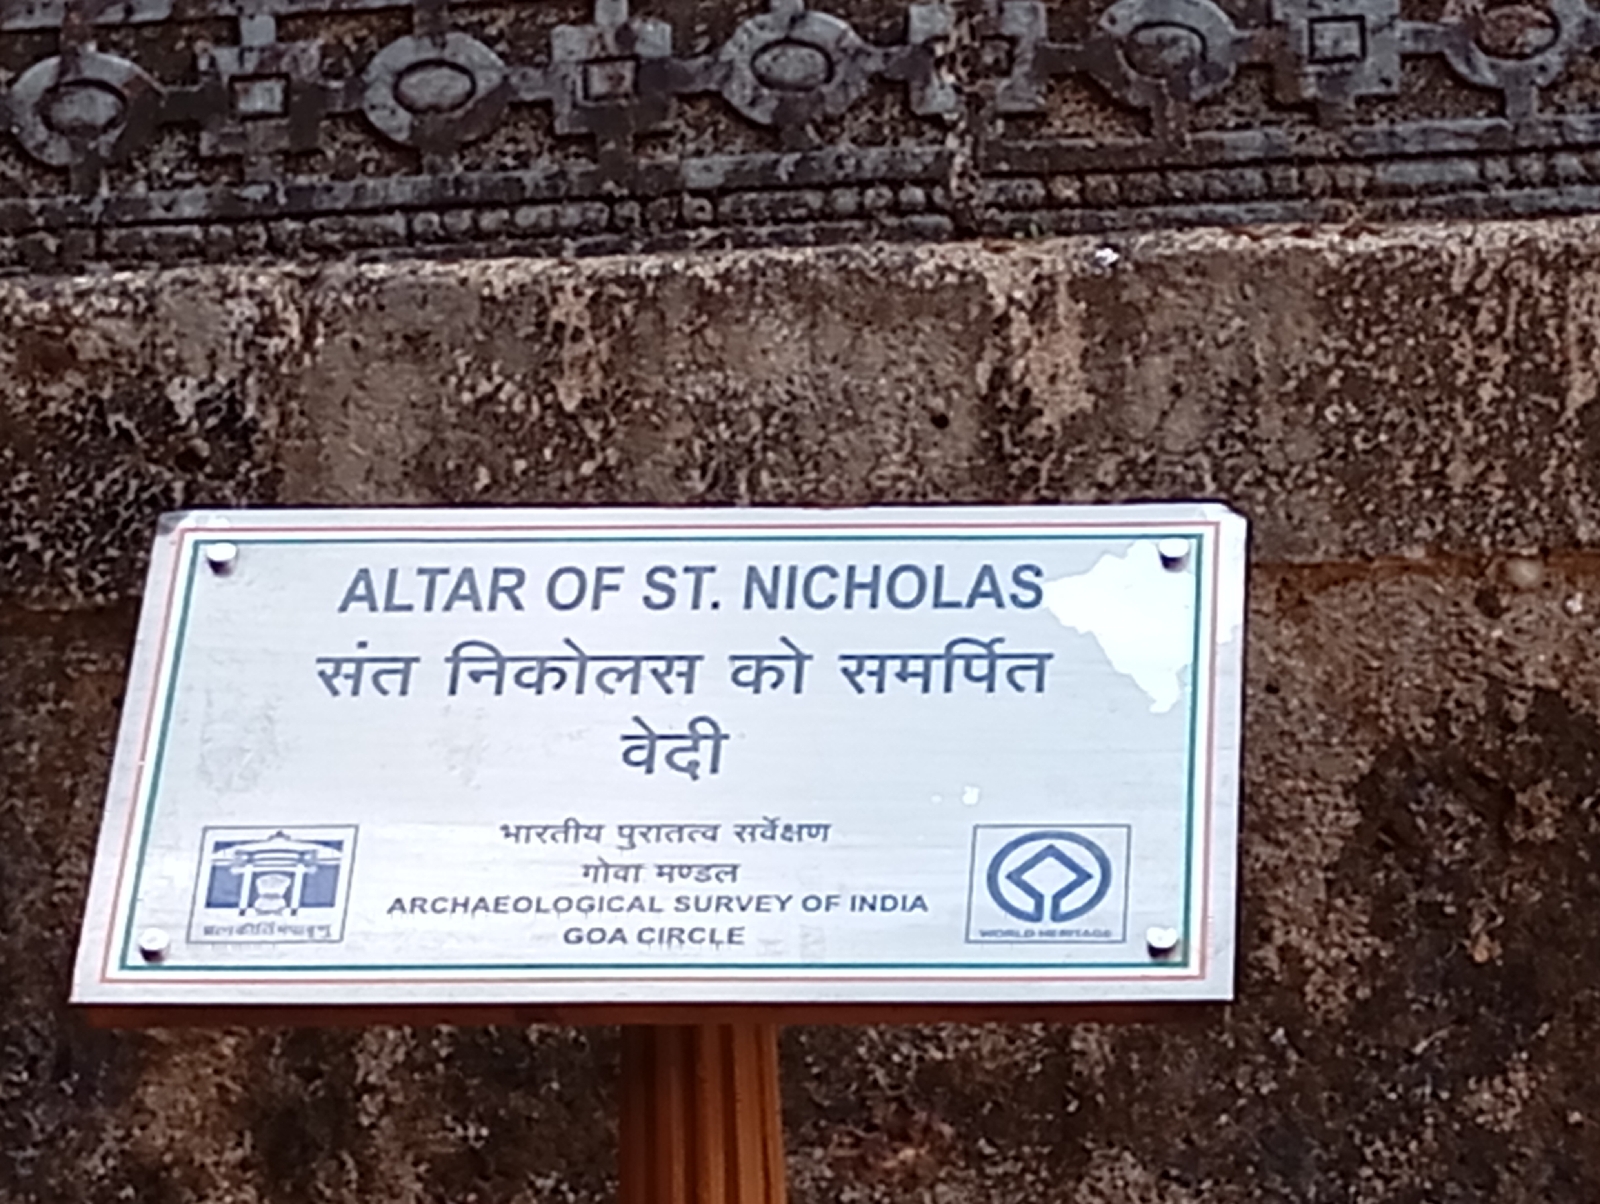 ALTAR OF ST. NICHOLAS
संत निकोलस को समर्पित
वेदी
भारतीय पुरातत्व सर्वेक्षण
गोवा मण्डल
ARCHAEOLOGICAL SURVEY OF INDIA
GOA CIRCLE
WORLD HERITAGE